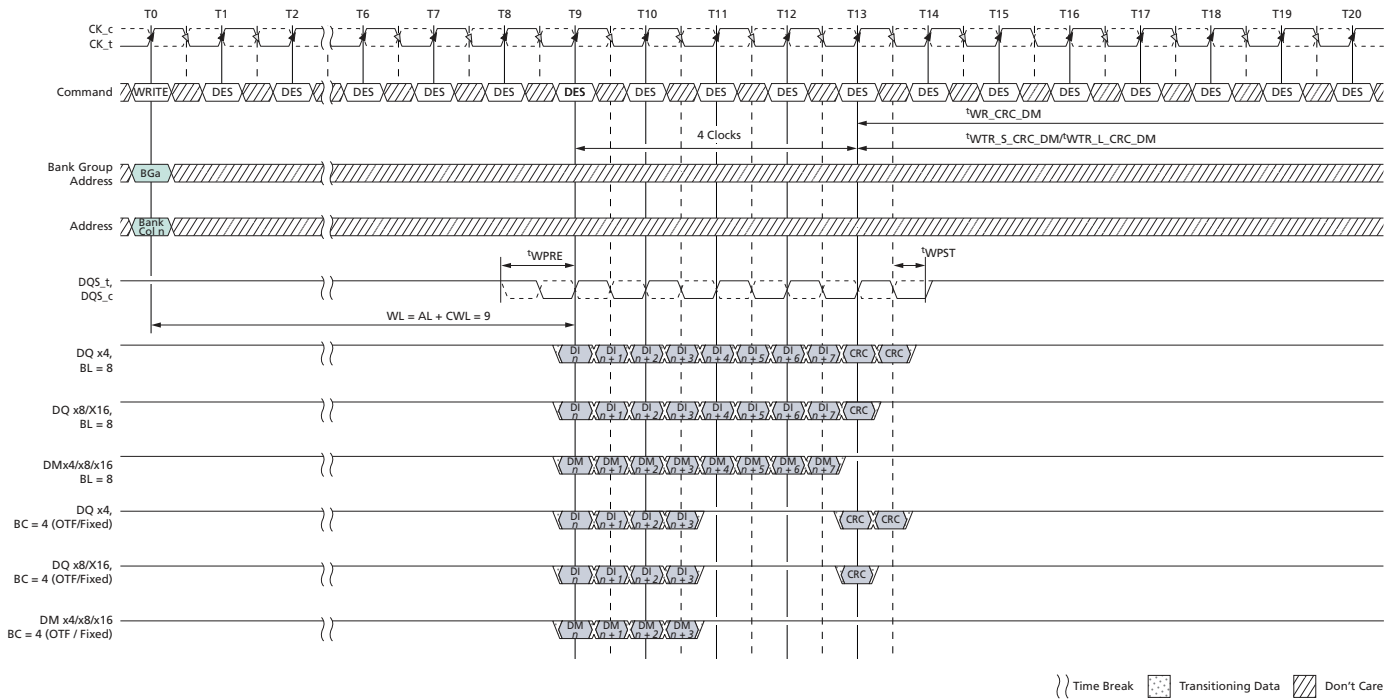 T0 T1 T2 T6 T7 T8 T9 T10 T11 T12 T13 T14 T15 T16 T17 T18 T19 T20
CK_c
CK_t
Command WRITE DES DES DES DES DES DES DES DES DES DES DES DES DES DES DES DES DES
tWR_CRC_DM
4 Clocks
tWTR_S_CRC_DM/tWTR_L_CRC_DM
Bank Group
Address
BGa
Address
Bank
Col n
tWPRE
tWPST
DQS_t,
DQS_c
WL = AL + CWL = 9
DQ x4,
BL = 8
DI n DI n + 1 DI n + 2 DI n + 3 DI n + 4 DI n + 5 DI n + 6 DI n + 7 CRC CRC
DQ x8/X16,
BL = 8
DI n DI n + 1 DI n + 2 DI n + 3 DI n + 4 DI n + 5 DI n + 6 DI n + 7 CRC
DMx4/x8/x16
BL = 8
DM n DM n + 1 DM n + 2 DM n + 3 DM n + 4 DM n + 5 DM n + 6 DM n + 7
DQ x4,
BC = 4 (OTF/Fixed)
DI n DI n + 1 DI n + 2 DI n + 3 CRC CRC
DQ x8/X16,
BC = 4 (OTF/Fixed)
DI n DI n + 1 DI n + 2 DI n + 3 CRC
DM x4/x8/x16
BC = 4 (OTF / Fixed)
DM n DM n + 1 DM n + 2 DM n + 3
Time Break Transitioning Data Don't Care